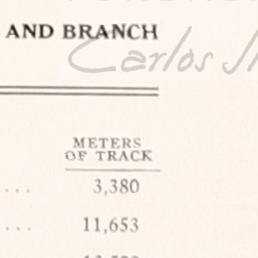 AND BRANCH
Carlos
METERS
OF TRACK
... 3,380
... 11,653